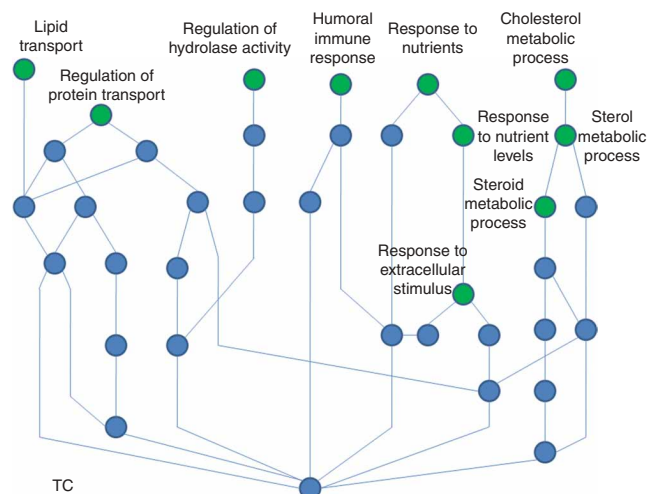 Lipid
transport
Regulation of
protein transport
Regulation of
hydrolase activity
Humoral
immune
response
Response to
nutrients
Cholesterol
metabolic
process
Response
to nutrient
levels
Sterol
metabolic
process
Steroid
metabolic
process
Response to
extracellular
stimulus
TC